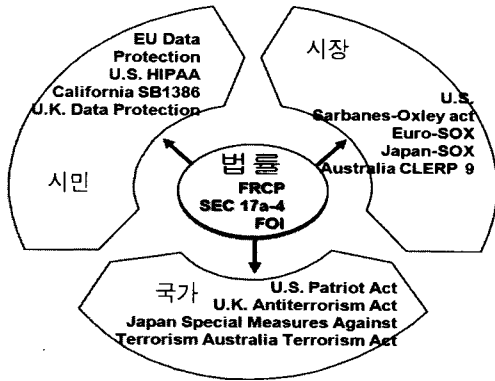 EU Data
Protection
U.S. HIPAA
California SB1386
U.K. Data Protection
시민
시장
U.S.
Sarbanes-Oxley act
Euro-SOX
Japan-SOX
Australia CLERP 9
법률
FRCP
SEC 17a-4
FOI
국가
U.S. Patriot Act
U.K. Antiterrorism Act
Japan Special Measures Against
Terrorism Australia Terrorism Act